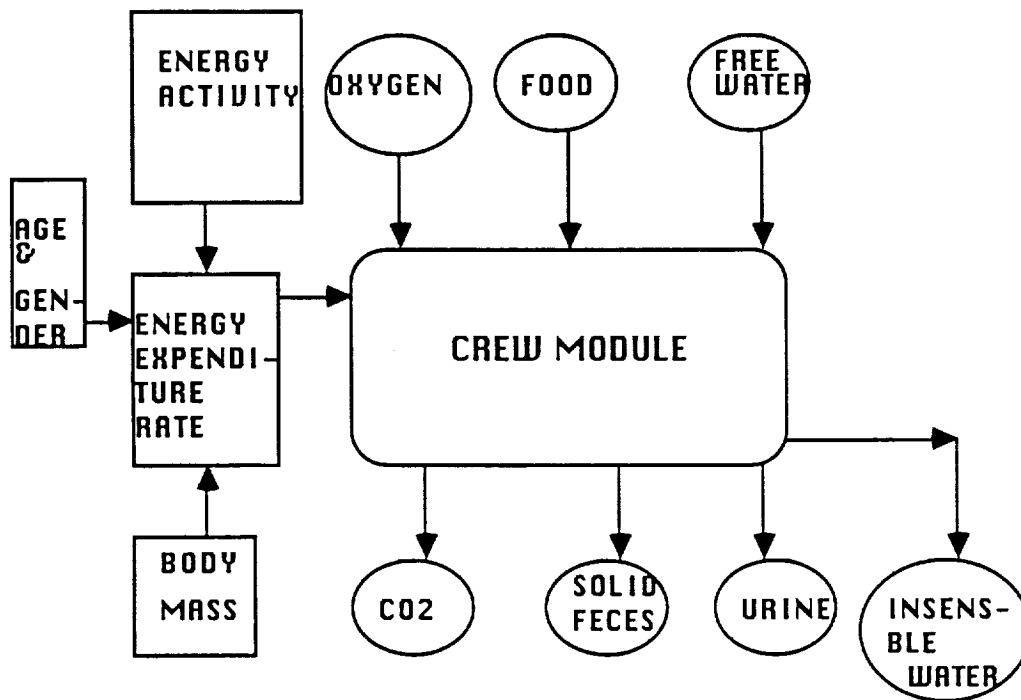 ENERGY
ACTIVITY
OXYGEN
FOOD
FREE
WATER
AGE
&
GEN-
DER
ENERGY
EXPENDI-
TURE
RATE
CREW MODULE
BODY
MASS
CO2
SOLID
FECES
URINE
INSENS-
BLE
WATER